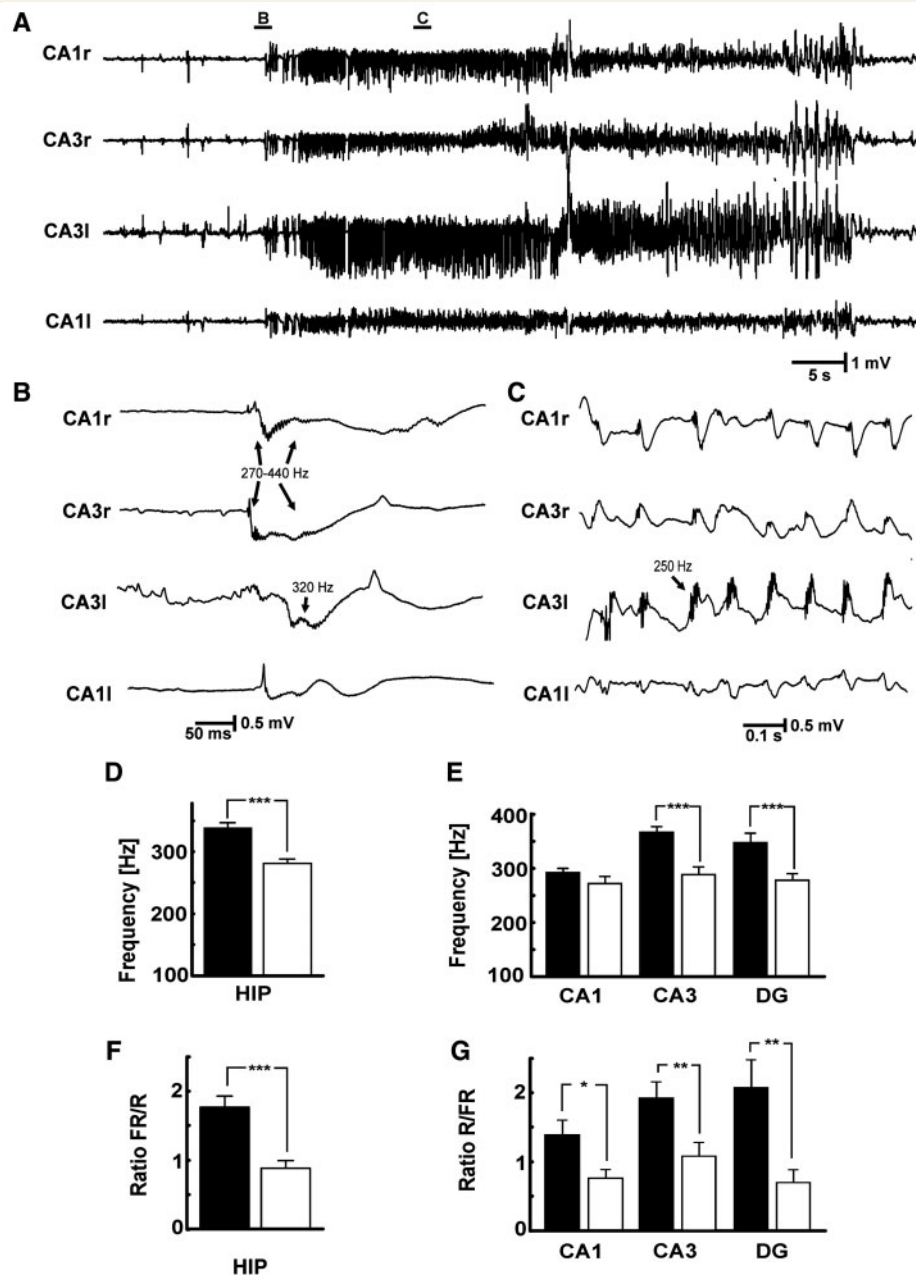 A
B
C
CA1r
CA3r
CA3l
CA1l
1 mV
5 s
B
C
CA1r
CA1r
270-440 Hz
CA3r
CA3r
320 Hz
250 Hz
CA3l
CA3l
CA1l
CA1l
50 ms
0.5 mV
0.1 s
0.5 mV
D
E
Frequency [Hz]
300
200
100
***
HIP
Frequency [Hz]
400
300
200
100
***
***
CA1 CA3 DG
F
G
Ratio FR/R
2
1
0
***
HIP
Ratio R/FR
2
1
0
*
**
**
CA1 CA3 DG